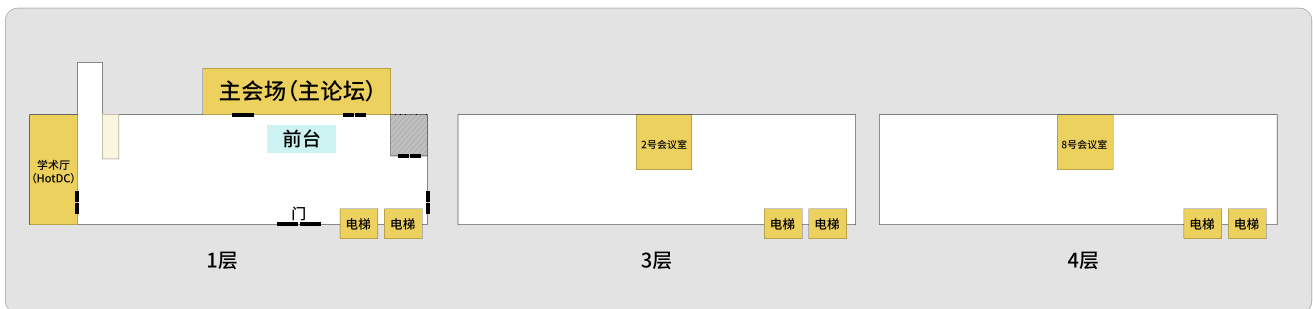 主会场(主论坛)
前台
学术厅
(HotDC)
门
电梯
电梯
1层
2号会议室
电梯
电梯
3层
8号会议室
电梯
电梯
4层